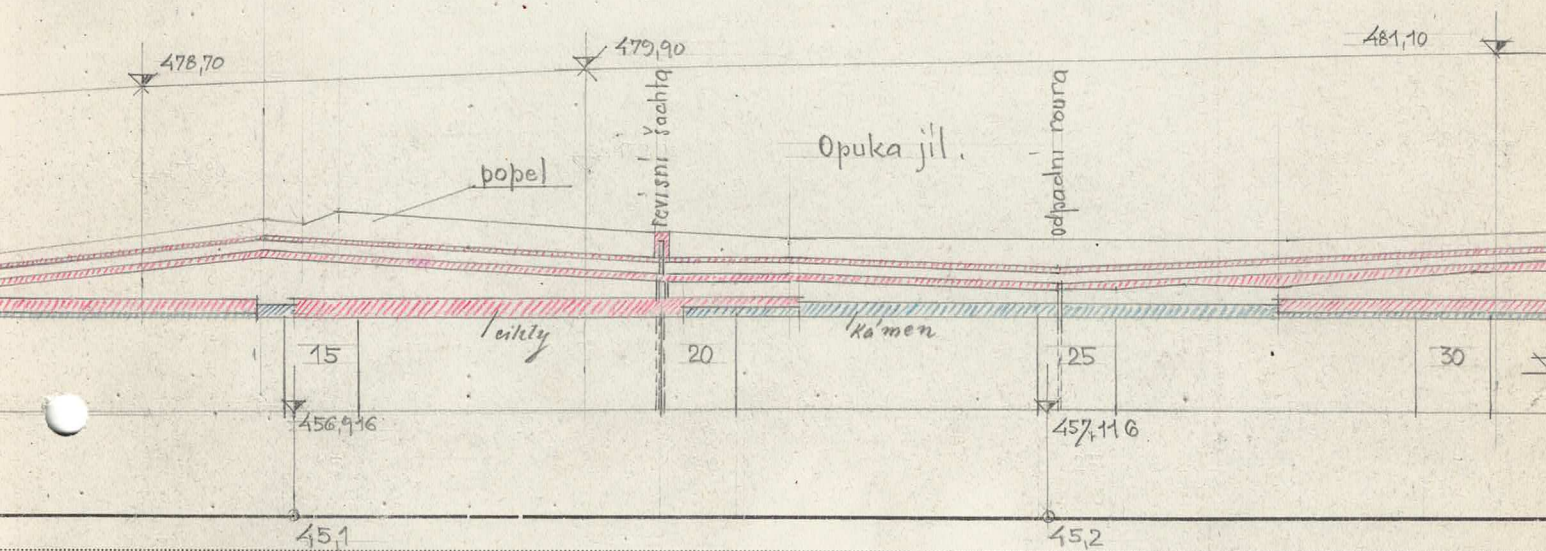 478,70
479,90
481,10
revisní šachta
odpadní roura
Opuka jíl.
popel
cihly
Kámen
15
20
25
30
456,916
457,116
45,1
45,2